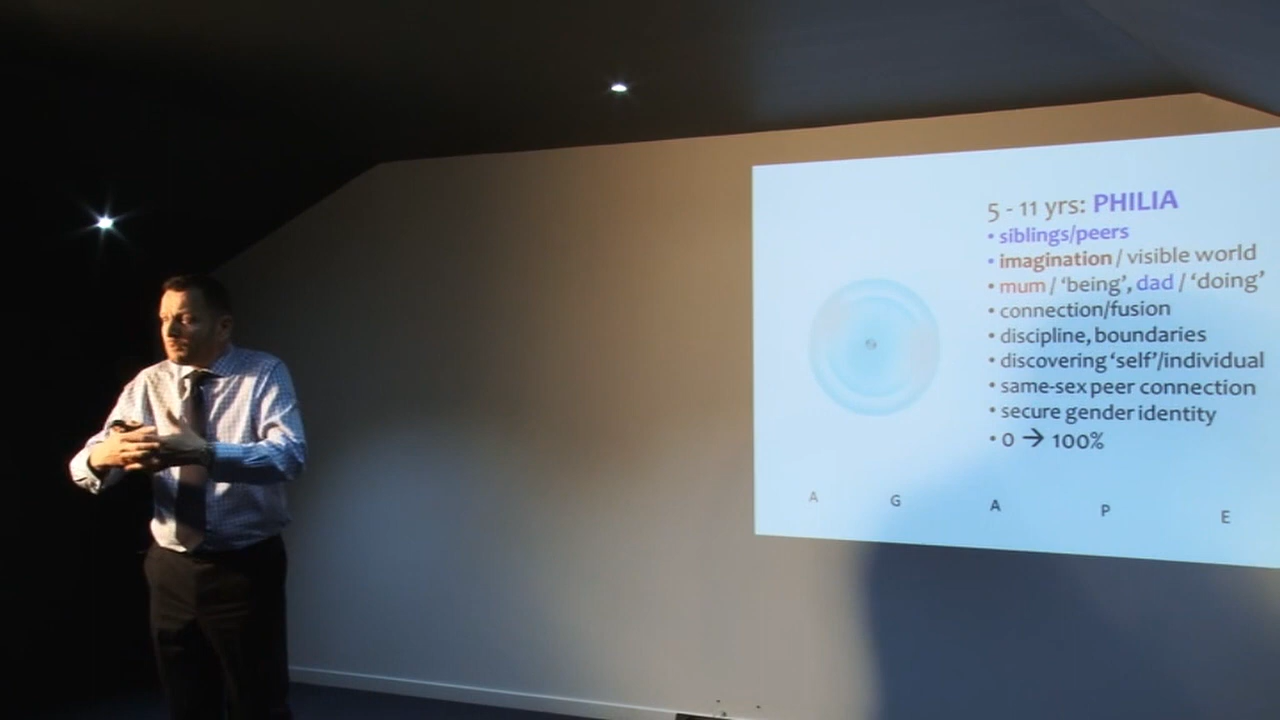 5 - 11 yrs: PHILIA
• siblings/peers
• imagination / visible world
• mum / ‘being’, dad / ‘doing’
• connection/fusion
• discipline, boundaries
• discovering ‘self’/individual
• same-sex peer connection
• secure gender identity
• 0 → 100%
A G A P E